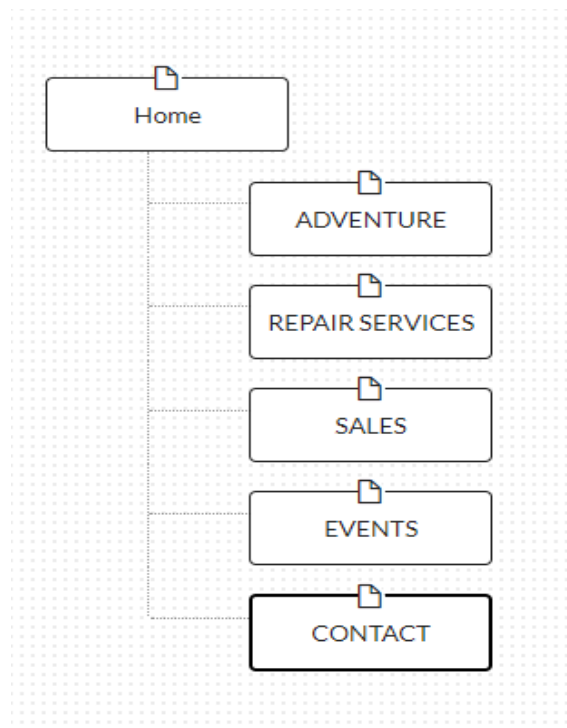 Home
ADVENTURE
REPAIR SERVICES
SALES
EVENTS
CONTACT